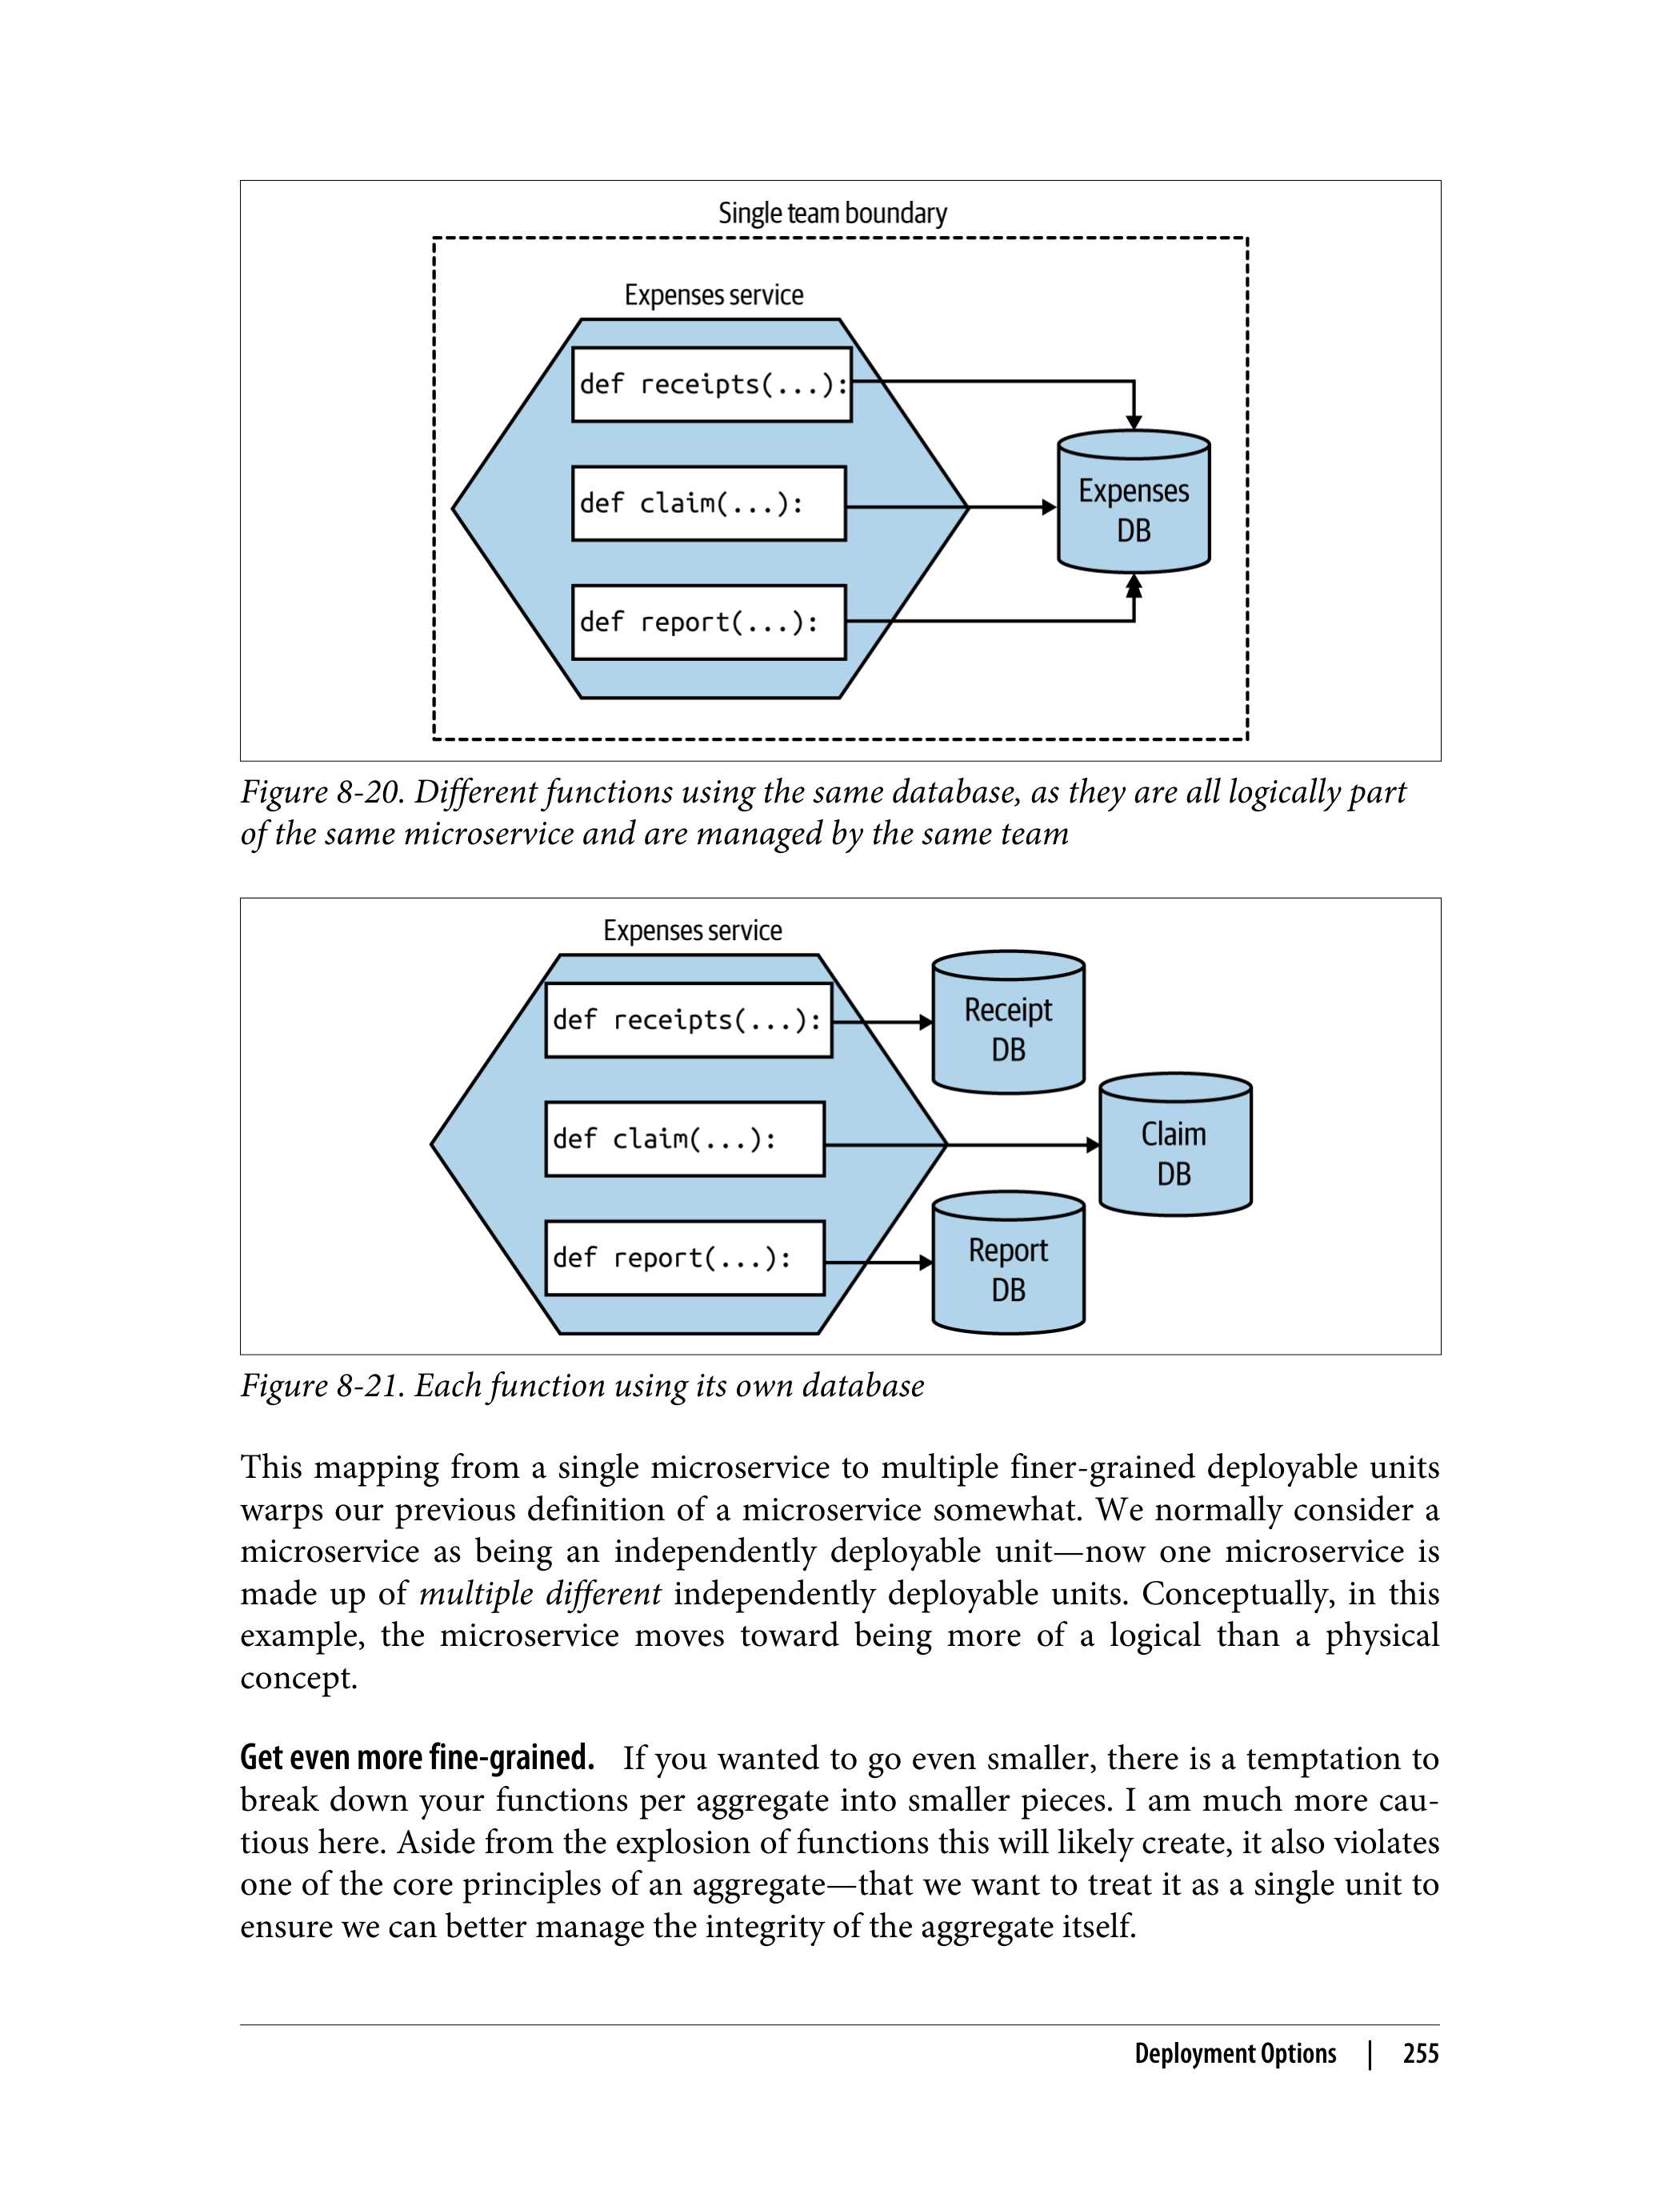 Single team boundary
Expenses service
def receipts(...):
def claim(...):
def report(...):
Expenses
DB
Figure 8-20. Different functions using the same database, as they are all logically part
of the same microservice and are managed by the same team
Expenses service
def receipts(...):
def claim(...):
def report(...):
Receipt
DB
Claim
DB
Report
DB
Figure 8-21. Each function using its own database
This mapping from a single microservice to multiple finer-grained deployable units
warps our previous definition of a microservice somewhat. We normally consider a
microservice as being an independently deployable unit—now one microservice is
made up of multiple different independently deployable units. Conceptually, in this
example, the microservice moves toward being more of a logical than a physical
concept.
Get even more fine-grained. If you wanted to go even smaller, there is a temptation to
break down your functions per aggregate into smaller pieces. I am much more cau-
tious here. Aside from the explosion of functions this will likely create, it also violates
one of the core principles of an aggregate—that we want to treat it as a single unit to
ensure we can better manage the integrity of the aggregate itself.
Deployment Options | 255